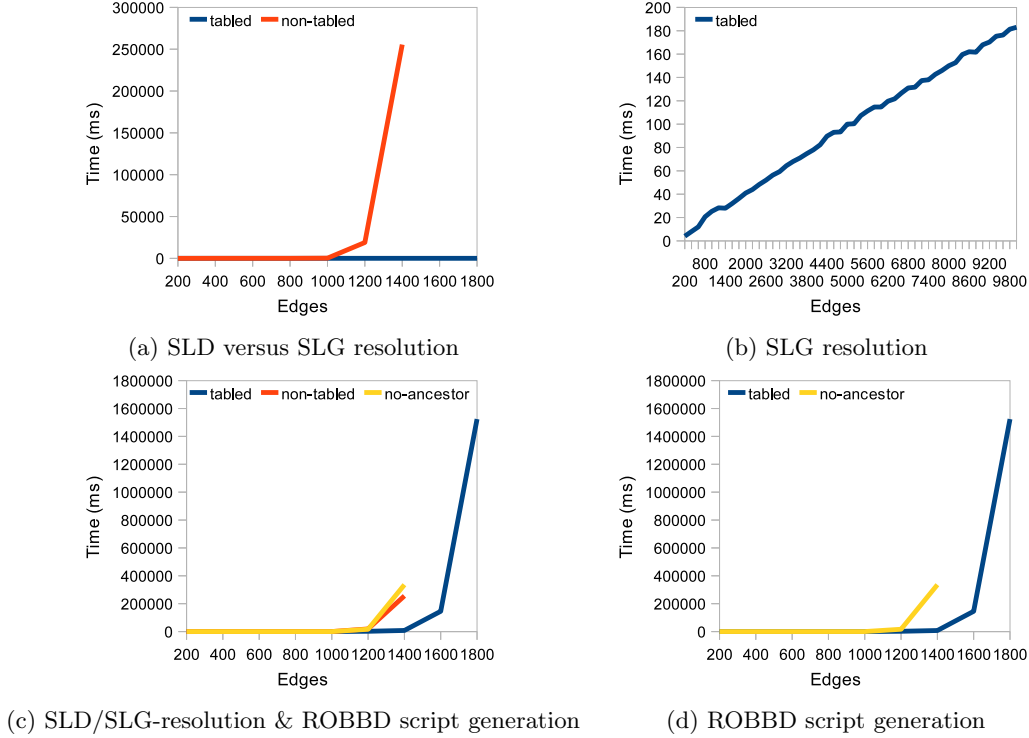 tabled non-tabled
300000
250000
200000
150000
100000
50000
0
Time (ms)
200 400 600 800 1000 1200 1400 1600 1800
Edges
(a) SLD versus SLG resolution
tabled
200
180
160
140
120
100
80
60
40
20
0
Time (ms)
800 2000 3200 4400 5600 6800 8000 9200
200 1400 2600 3800 5000 6200 7400 8600 9800
Edges
(b) SLG resolution
tabled non-tabled no-ancestor
1800000
1600000
1400000
1200000
1000000
800000
600000
400000
200000
0
Time (ms)
200 400 600 800 1000 1200 1400 1600 1800
Edges
(c) SLD/SLG-resolution & ROBBD script generation
tabled no-ancestor
1800000
1600000
1400000
1200000
1000000
800000
600000
400000
200000
0
Time (ms)
200 400 600 800 1000 1200 1400 1600 1800
Edges
(d) ROBBD script generation